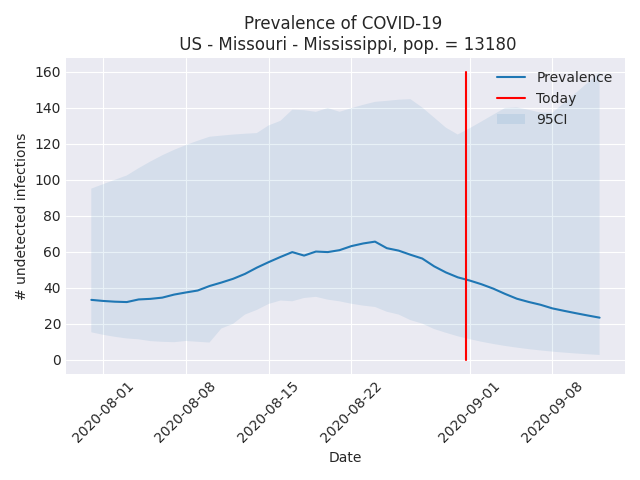 Prevalence of COVID-19
US - Missouri - Mississippi, pop. = 13180
160
140
120
100
80
60
40
20
0
# undetected infections
Prevalence
Today
95CI
2020-08-01
2020-08-08
2020-08-15
2020-08-22
2020-09-01
2020-09-08
Date